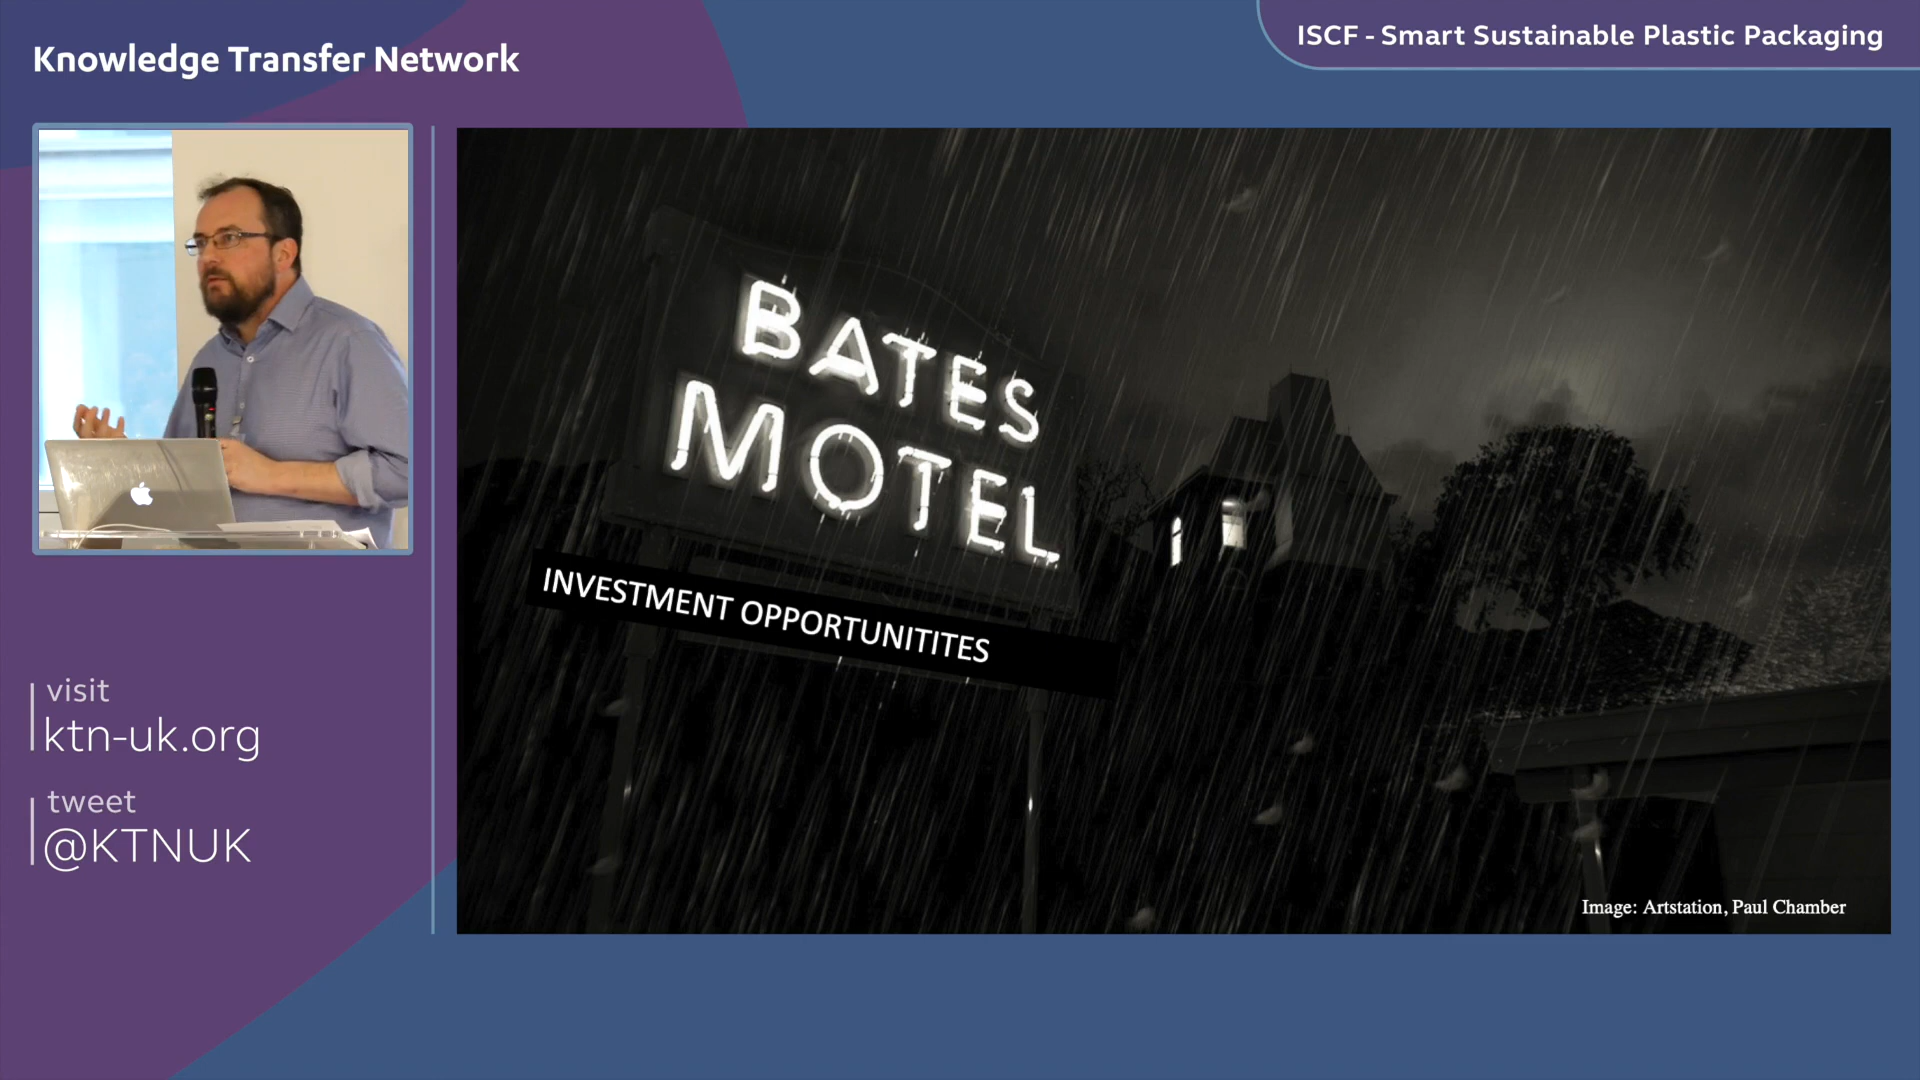 Knowledge Transfer Network
ISCF - Smart Sustainable Plastic Packaging
BATES
MOTEL
INVESTMENT OPPORTUNITITES
visit
ktn-uk.org
tweet
@KTNUK
Image: Artstation, Paul Chamber